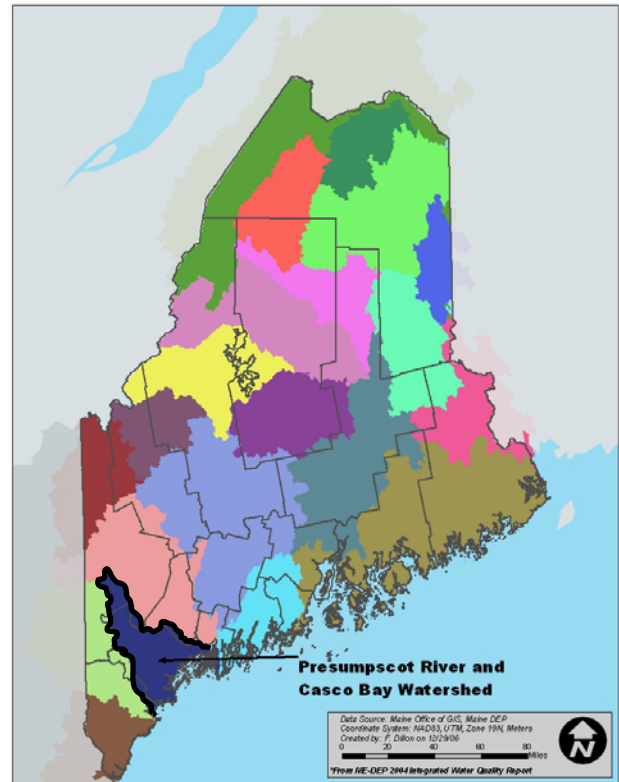 Presumpscot River and
Casco Bay Watershed
Data Source: Maine Office of GIS, Maine DEP
Coordinate System: NAD83, UTM, Zone 19N, Meters
Created by: F. Dillon on 12/29/06
0 20 40 60 80
Miles
*From ME-DEP 2004 Integrated Water Quality Report
N